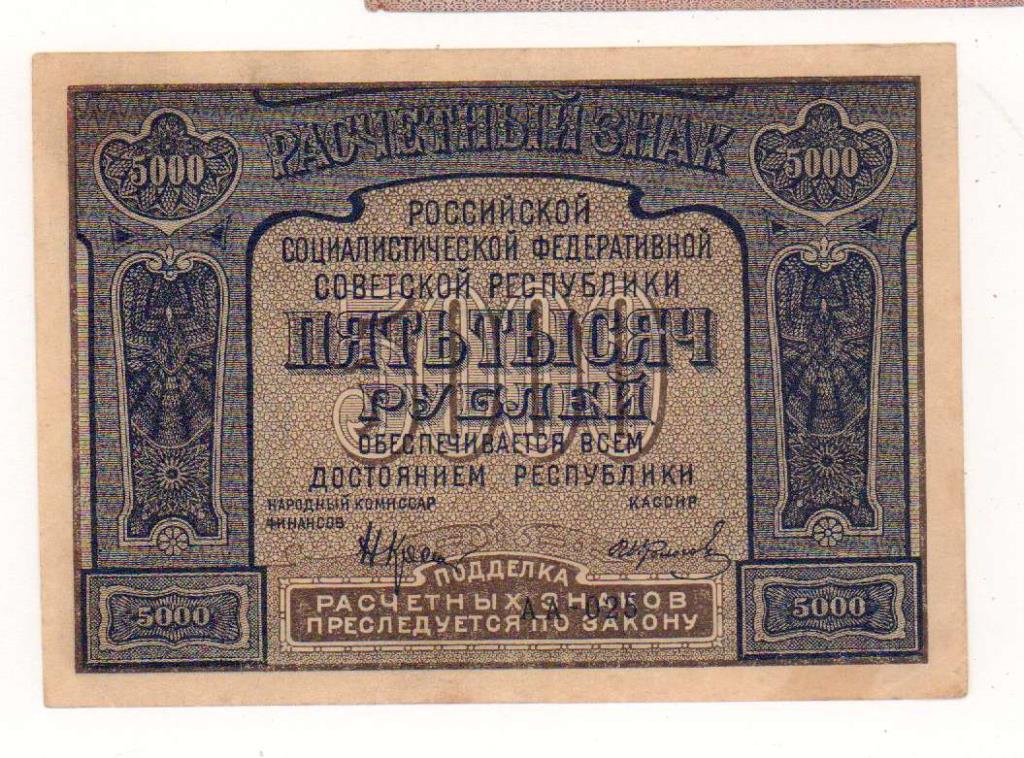 РАСЧЕТНЫЙ ЗНАК
5000 5000
РОССИЙСКОЙ
СОЦИАЛИСТИЧЕСКОЙ ФЕДЕРАТИВНОЙ
СОВЕТСКОЙ РЕСПУБЛИКИ
5000
ПЯТЬ ТЫСЯЧ
РУБЛЕЙ
ОБЕСПЕЧИВАЕТСЯ ВСЕМ
ДОСТОЯНИЕМ РЕСПУБЛИКИ
НАРОДНЫЙ КОМИССАР КАССИР
ФИНАНСОВ
ПОДДЕЛКА
РАСЧЕТНЫХ ЗНАКОВ
АА-025
ПРЕСЛЕДУЕТСЯ ПО ЗАКОНУ
5000 5000